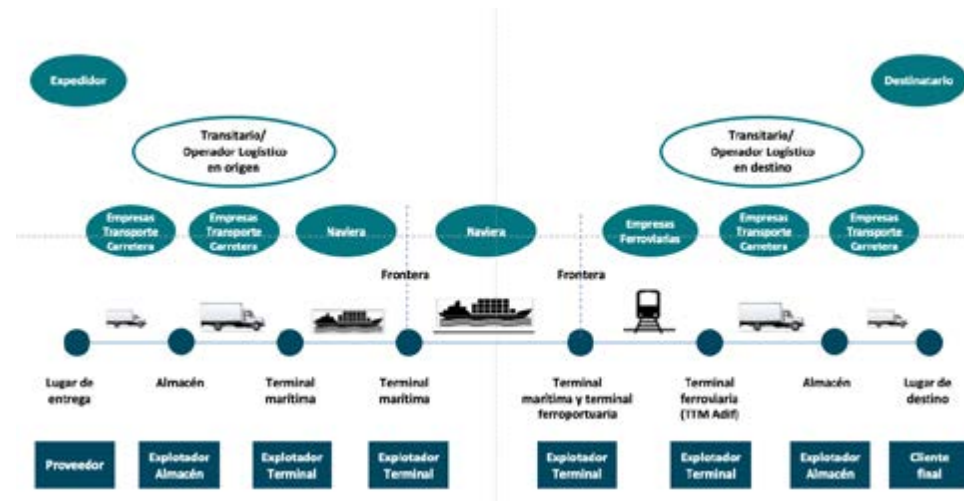 Expedidor
Destinatario
Transitario/
Operador Logístico
en origen
Transitario/
Operador Logístico
en destino
Empresas
Transporte
Carretera
Empresas
Transporte
Carretera
Naviera
Naviera
Empresas
Ferroviarias
Empresas
Transporte
Carretera
Empresas
Transporte
Carretera
Frontera
Frontera
Lugar de
entrega
Almacén
Terminal
marítima
Terminal
marítima
Terminal
marítima y terminal
ferroportuaria
Terminal
ferroviaria
(TTM Adif)
Almacén
Lugar de
destino
Proveedor
Explotador
Almacén
Explotador
Terminal
Explotador
Terminal
Explotador
Terminal
Explotador
Terminal
Explotador
Almacén
Cliente
final